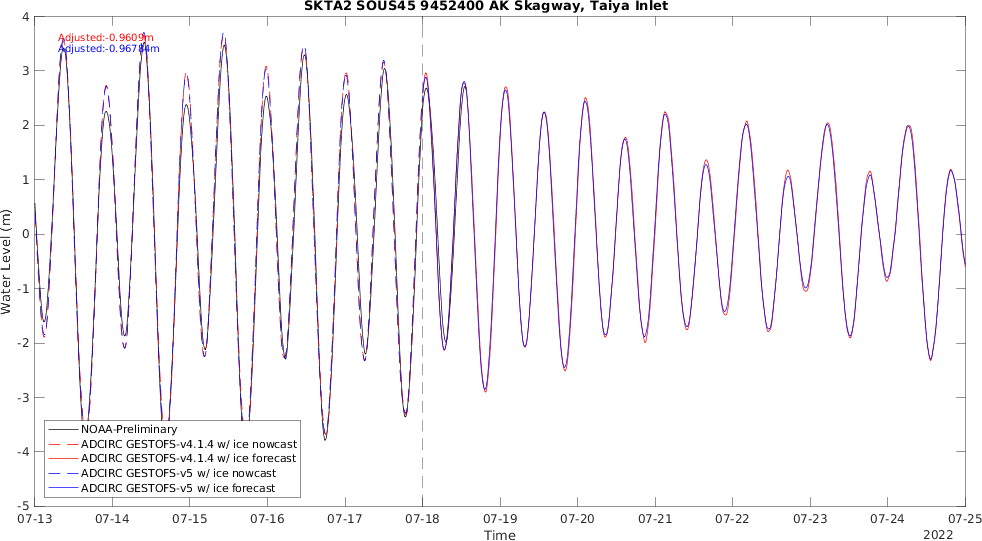 SKTA2 SOUS45 9452400 AK Skagway, Taiya Inlet
Adjusted:-0.9609m
Adjusted:-0.96784m
Water Level (m)
4
3
2
1
0
-1
-2
-3
-4
-5
NOAA-Preliminary
ADCIRC GESTOFS-v4.1.4 w/ ice nowcast
ADCIRC GESTOFS-v4.1.4 w/ ice forecast
ADCIRC GESTOFS-v5 w/ ice nowcast
ADCIRC GESTOFS-v5 w/ ice forecast
07-13 07-14 07-15 07-16 07-17 07-18 07-19 07-20 07-21 07-22 07-23 07-24 07-25
Time
2022